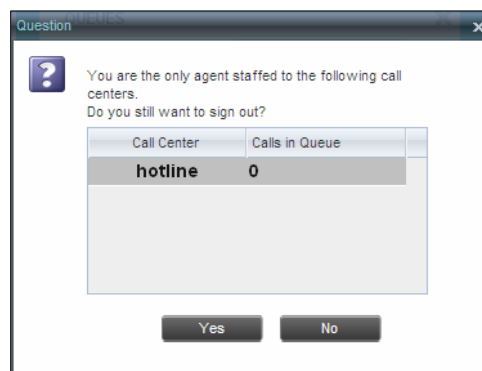 QUEUES
Question
You are the only agent staffed to the following call
centers.
Do you still want to sign out?
Call Center Calls in Queue
hotline 0
Yes No